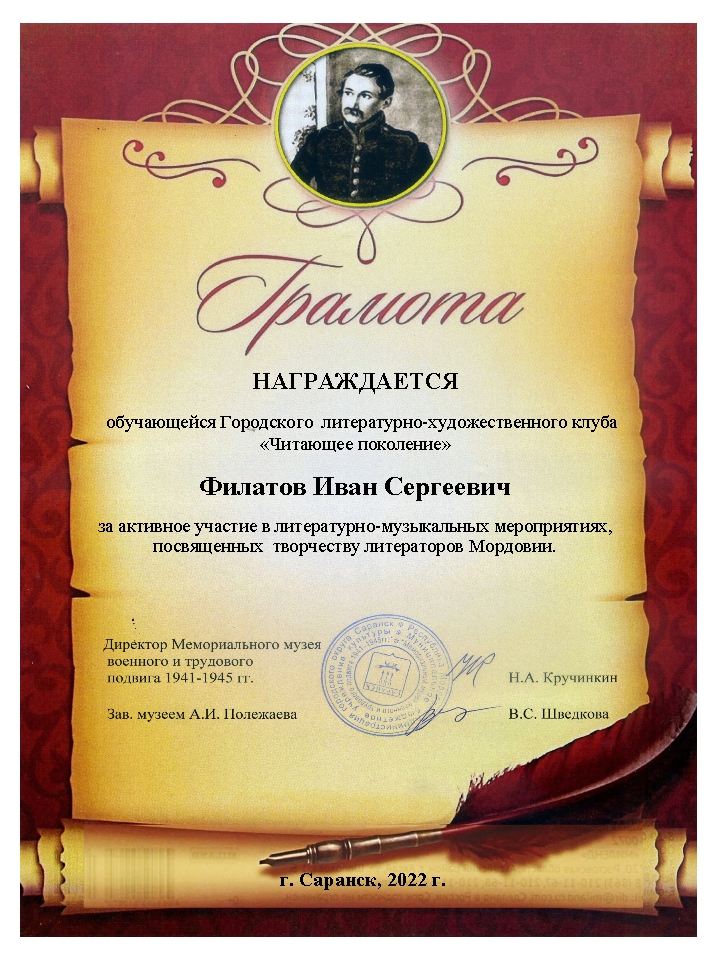 Грамота
НАГРАЖДАЕТСЯ
обучающейся Городского литературно-художественного клуба
«Читающее поколение»
Филатов Иван Сергеевич
за активное участие в литературно-музыкальных мероприятиях,
посвященных творчеству литераторов Мордовии.
Директор Мемориального музея
военного и трудового
подвига 1941-1945 гг.
Н.А. Кручинкин
Зав. музеем А.И. Полежаева
В.С. Шведкова
г. Саранск, 2022 г.